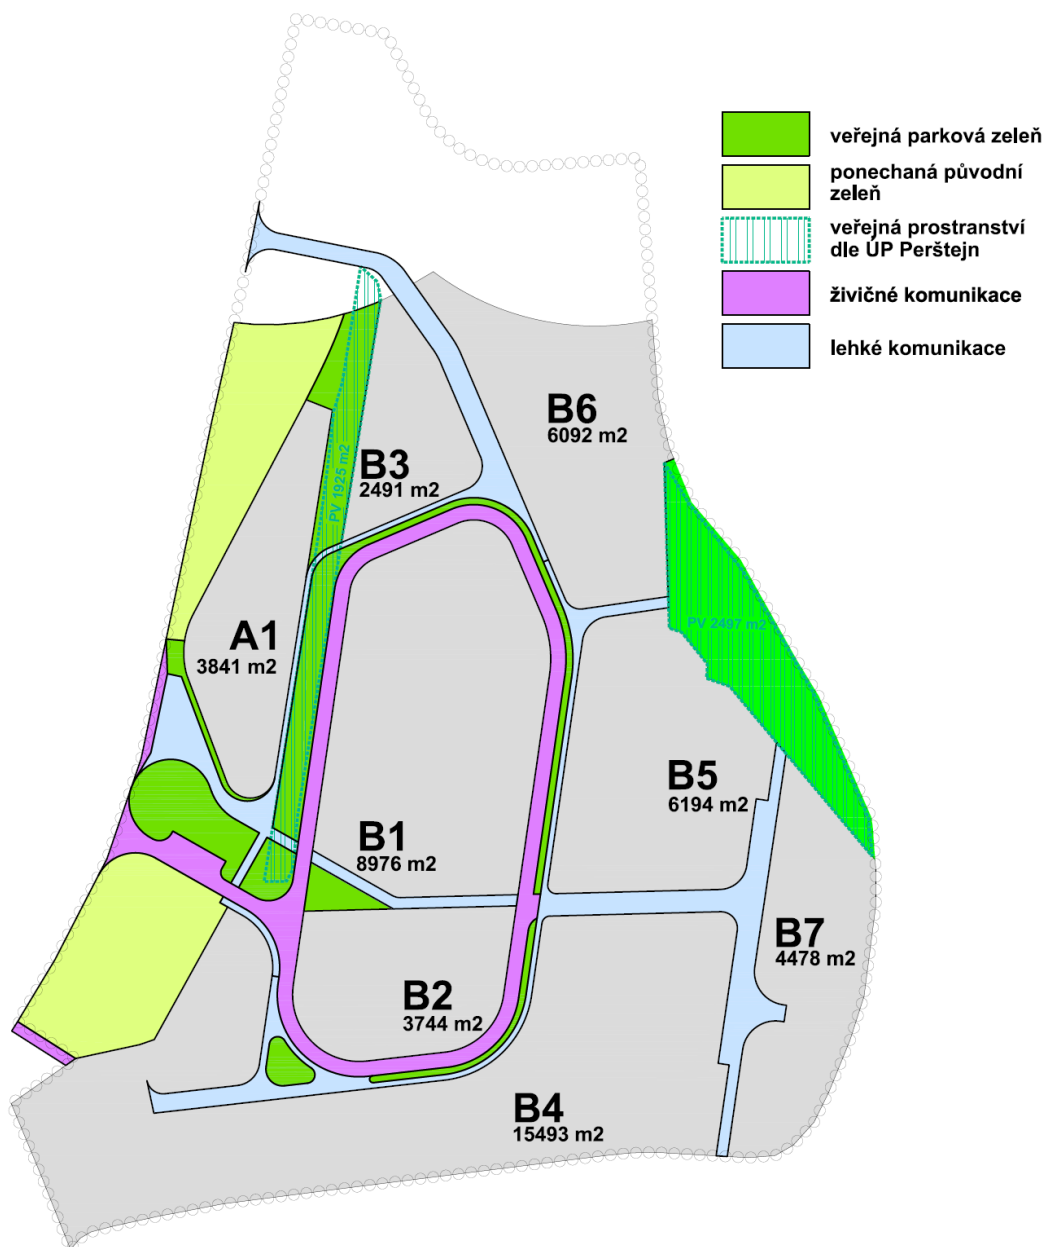 veřejná parková zeleň
ponechaná původní
zeleň
veřejná prostranství
dle ÚP Perštejn
živičné komunikace
lehké komunikace
B6
6092 m2
B3
2491 m2
PV 1925 m2
A1
3841 m2
PV 2497 m2
B5
6194 m2
B1
8976 m2
B7
4478 m2
B2
3744 m2
B4
15493 m2